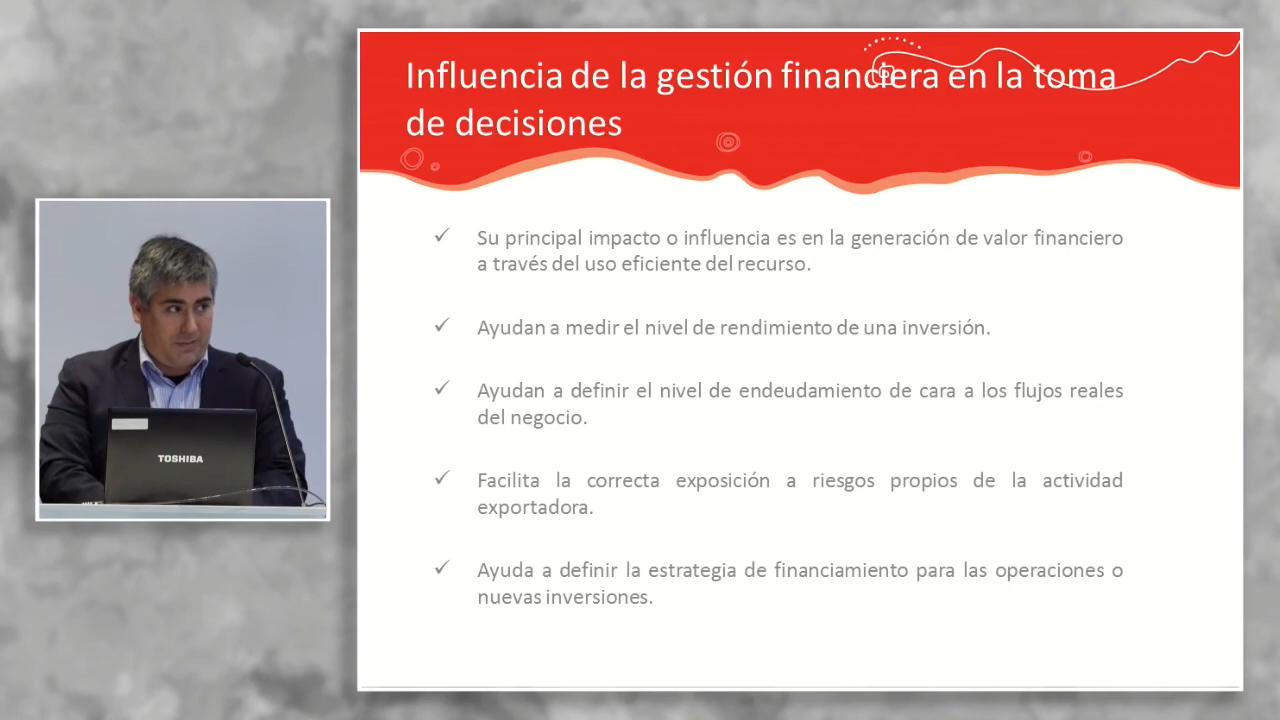 Influencia de la gestión financiera en la toma
de decisiones
✓ Su principal impacto o influencia es en la generación de valor financiero
a través del uso eficiente del recurso.
✓ Ayudan a medir el nivel de rendimiento de una inversión.
✓ Ayudan a definir el nivel de endeudamiento de cara a los flujos reales
del negocio.
✓ Facilita la correcta exposición a riesgos propios de la actividad
exportadora.
✓ Ayuda a definir la estrategia de financiamiento para las operaciones o
nuevas inversiones.
TOSHIBA